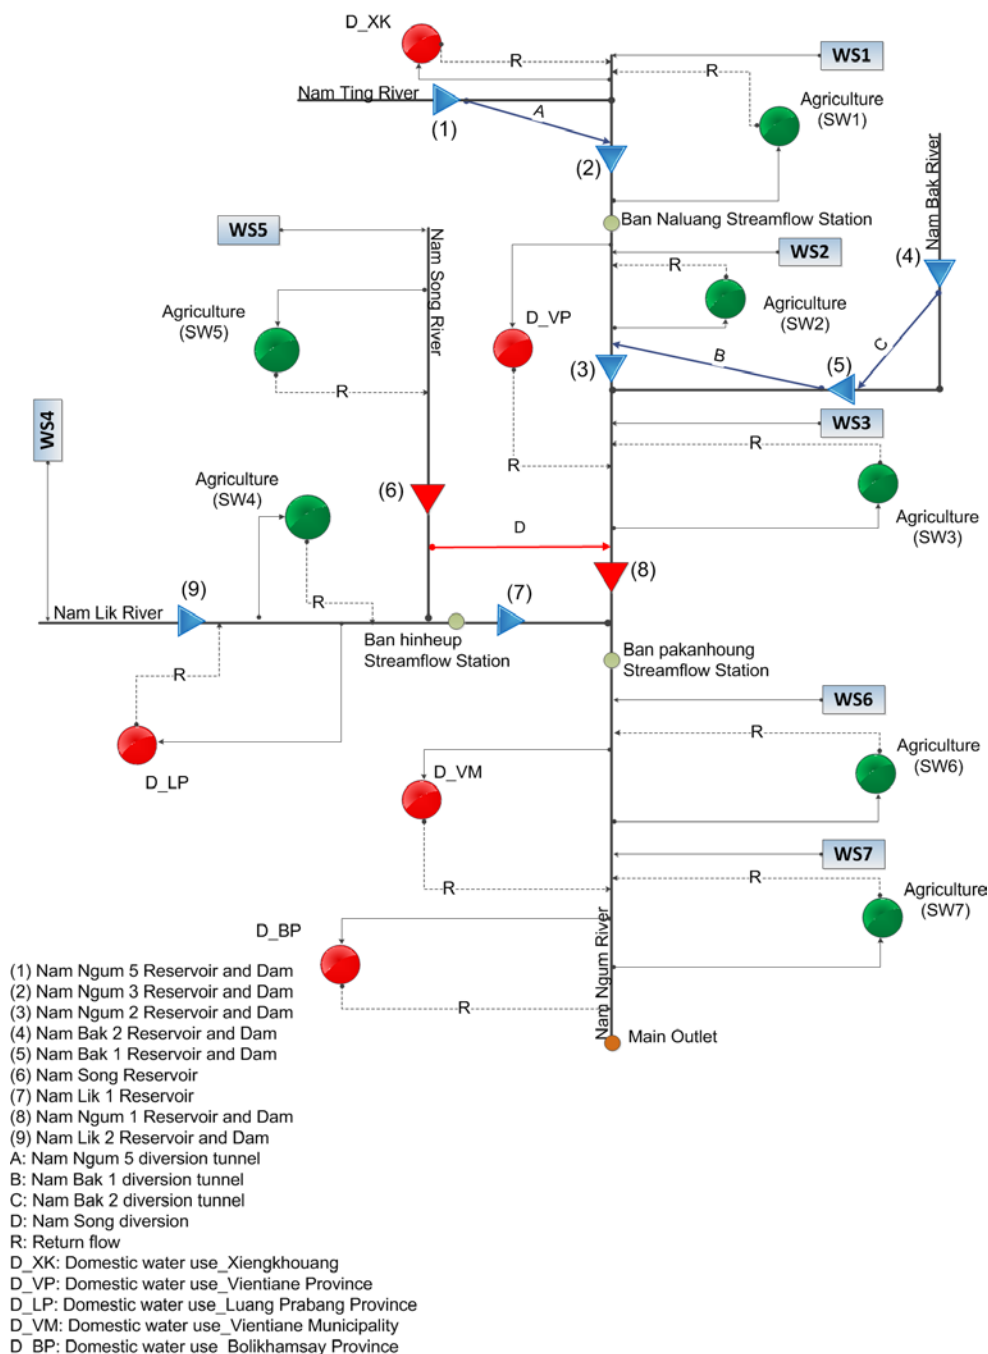 D_XK
R
WS1
R
Agriculture
(SW1)
Nam Ting River
A
(1)
(2)
Nam Bak River
Ban Naluang Streamflow Station
WS5
Nam Song River
WS2
R
(4)
Agriculture
(SW5)
Agriculture
(SW2)
D_VP
C
B
(3)
(5)
R
WS4
WS3
R
R
Agriculture
(SW4)
(6)
Agriculture
(SW3)
D
(8)
(9)
(7)
R
Nam Lik River
Ban hinheup
Streamflow Station
Ban pakanhoung
Streamflow Station
R
WS6
R
Agriculture
(SW6)
D_LP
D_VM
WS7
R
R
Agriculture
(SW7)
D_BP
Nam Ngum River
R
Main Outlet
(1) Nam Ngum 5 Reservoir and Dam
(2) Nam Ngum 3 Reservoir and Dam
(3) Nam Ngum 2 Reservoir and Dam
(4) Nam Bak 2 Reservoir and Dam
(5) Nam Bak 1 Reservoir and Dam
(6) Nam Song Reservoir
(7) Nam Lik 1 Reservoir
(8) Nam Ngum 1 Reservoir and Dam
(9) Nam Lik 2 Reservoir and Dam
A: Nam Ngum 5 diversion tunnel
B: Nam Bak 1 diversion tunnel
C: Nam Bak 2 diversion tunnel
D: Nam Song diversion
R: Return flow
D_XK: Domestic water use_Xiengkhouang
D_VP: Domestic water use_Vientiane Province
D_LP: Domestic water use_Luang Prabang Province
D_VM: Domestic water use_Vientiane Municipality
D_BP: Domestic water use_Bolikhamsay Province